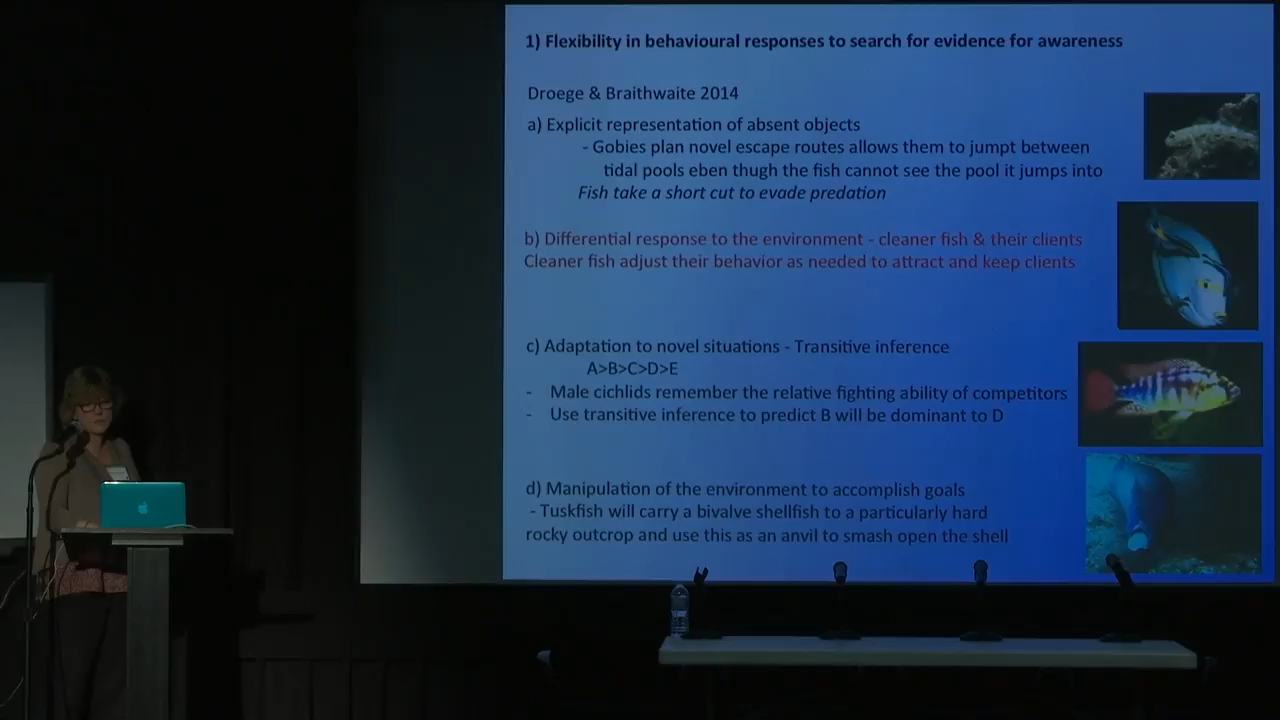 1) Flexibility in behavioural responses to search for evidence for awareness
Droege & Braithwaite 2014
a) Explicit representation of absent objects
- Gobies plan novel escape routes allows them to jumpt between
tidal pools eben thugh the fish cannot see the pool it jumps into
Fish take a short cut to evade predation
b) Differential response to the environment - cleaner fish & their clients
Cleaner fish adjust their behavior as needed to attract and keep clients
c) Adaptation to novel situations - Transitive inference
A>B>C>D>E
- Male cichlids remember the relative fighting ability of competitors
- Use transitive inference to predict B will be dominant to D
d) Manipulation of the environment to accomplish goals
- Tuskfish will carry a bivalve shellfish to a particularly hard
rocky outcrop and use this as an anvil to smash open the shell